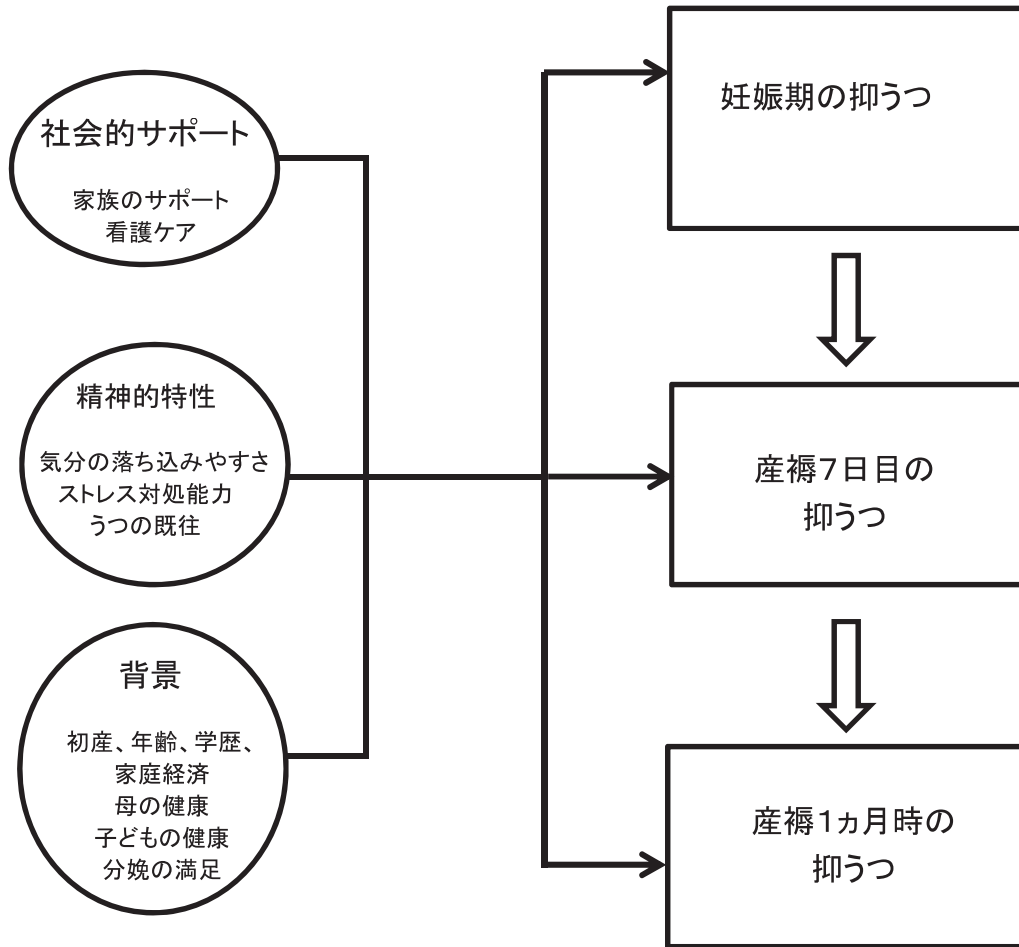 社会的サポート
家族のサポート
看護ケア
精神的特性
気分の落ち込みやすさ
ストレス対処能力
うつの既往
背景
初産、年齢、学歴、
家庭経済
母の健康
子どもの健康
分娩の満足
妊娠期の抑うつ
産褥7日目の
抑うつ
産褥1ヵ月時の
抑うつ